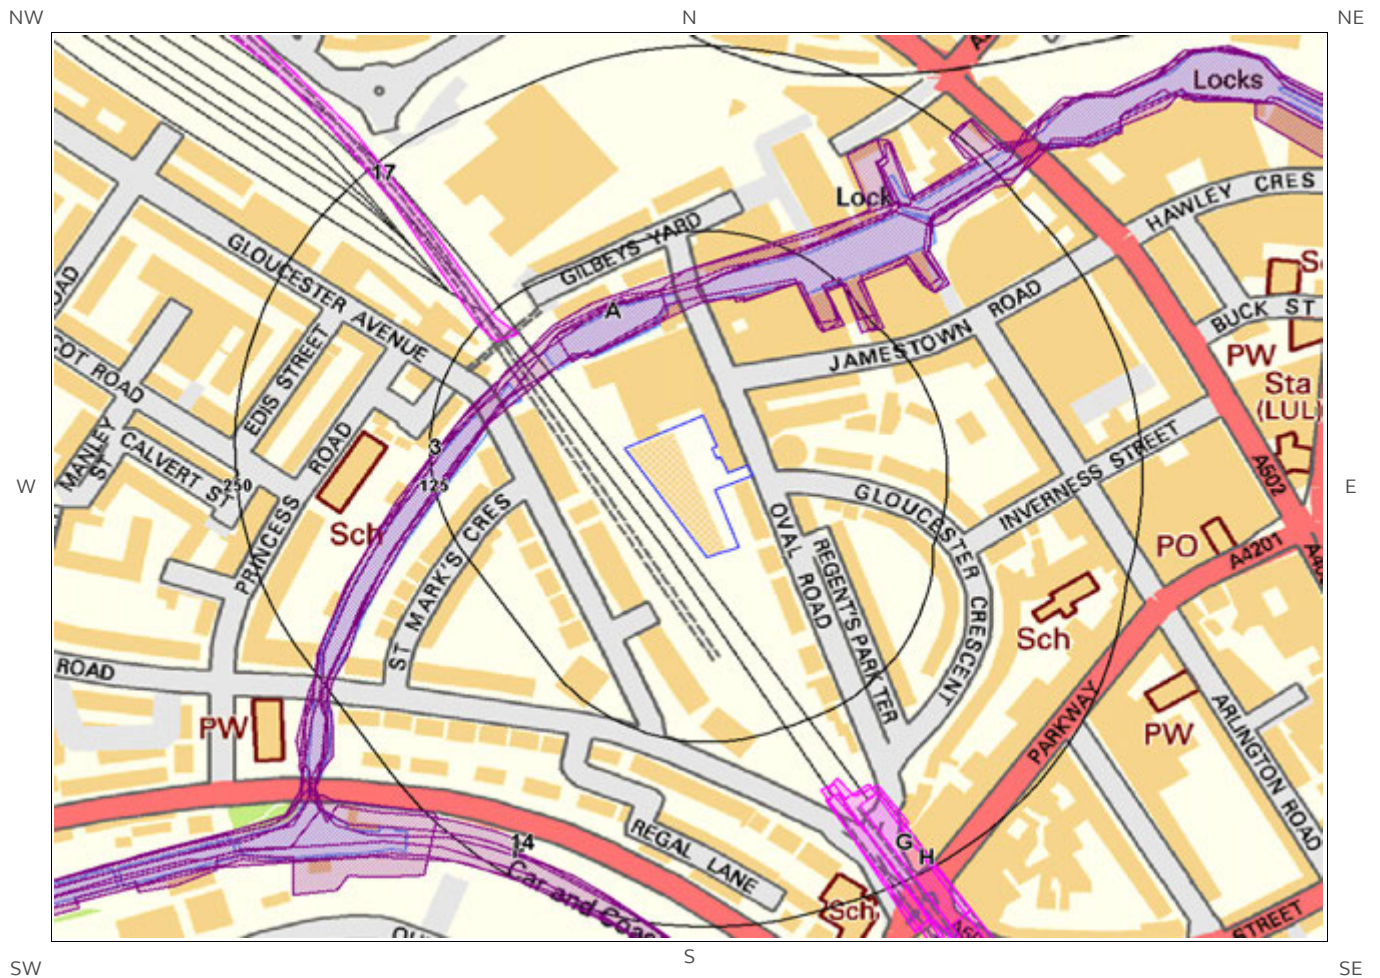 NW
N
NE
A
Locks
17
Lock
HAWLEY CRES
GILBEYS YARD
GLOUCESTER AVENUE
OAD
A
JAMESTOWN ROAD
BUCK ST
PW
Sta
(LUL)
COT ROAD
EDIS STREET
MANLEY
ST
CALVERT ST
ROAD
3
W
250
125
E
PRINCESS
Sch
ST MARK'S CRES
OVAL ROAD
REGENT'S PARK TER
GLOUCESTER CRESCENT
INVERNESS STREET
A502
PO
A4201
Sch
ROAD
PW
PARKWAY
PW
ARLINGTON ROAD
REGAL LANE
14
Car and Coa
G
H
Sch
STREET
SW
S
SE